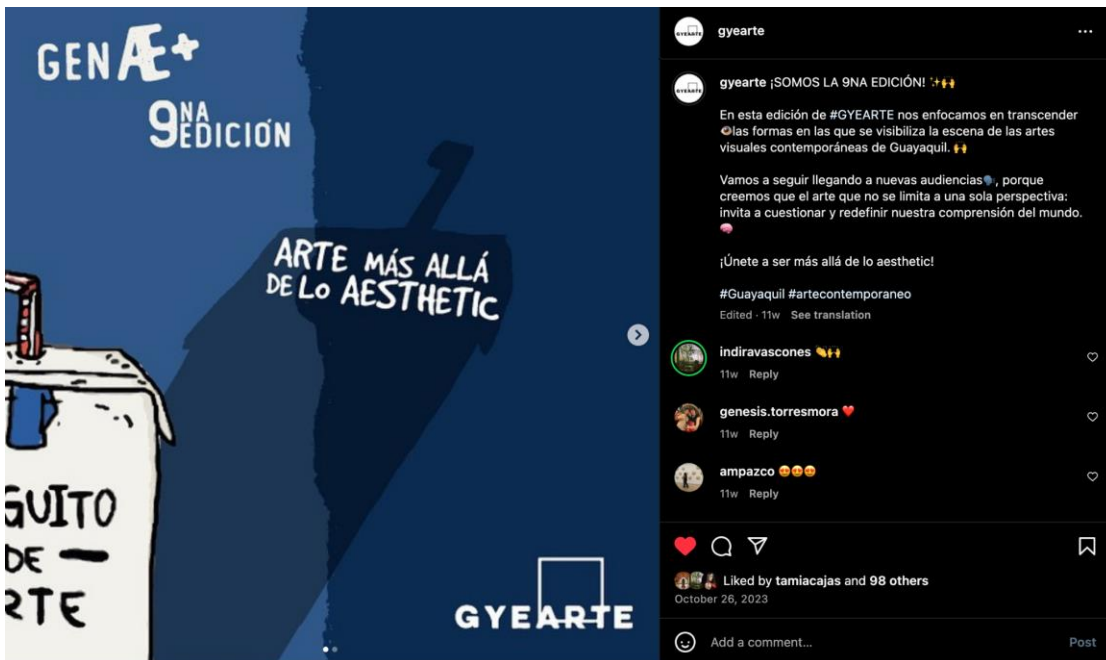 GENÆ+
9NA
EDICIÓN
ARTE MÁS ALLÁ
DE LO AESTHETIC
GUITO
DE —
RTE
GYEARTE
GYEARTE
gyearte
GYEARTE
gyearte ¡SOMOS LA 9NA EDICIÓN! ✨🙌
En esta edición de #GYEARTE nos enfocamos en transcender
👁️las formas en las que se visibiliza la escena de las artes
visuales contemporáneas de Guayaquil. 🙌
Vamos a seguir llegando a nuevas audiencias🗣️, porque
creemos que el arte que no se limita a una sola perspectiva:
invita a cuestionar y redefinir nuestra comprensión del mundo.
🧠
¡Únete a ser más allá de lo aesthetic!
#Guayaquil #artecontemporaneo
Edited · 11w See translation
indiravascones 👏🙌
11w Reply
genesis.torresmora ❤️
11w Reply
ampazco 😍😍😍
11w Reply
Liked by tamiacajas and 98 others
October 26, 2023
Add a comment...
Post